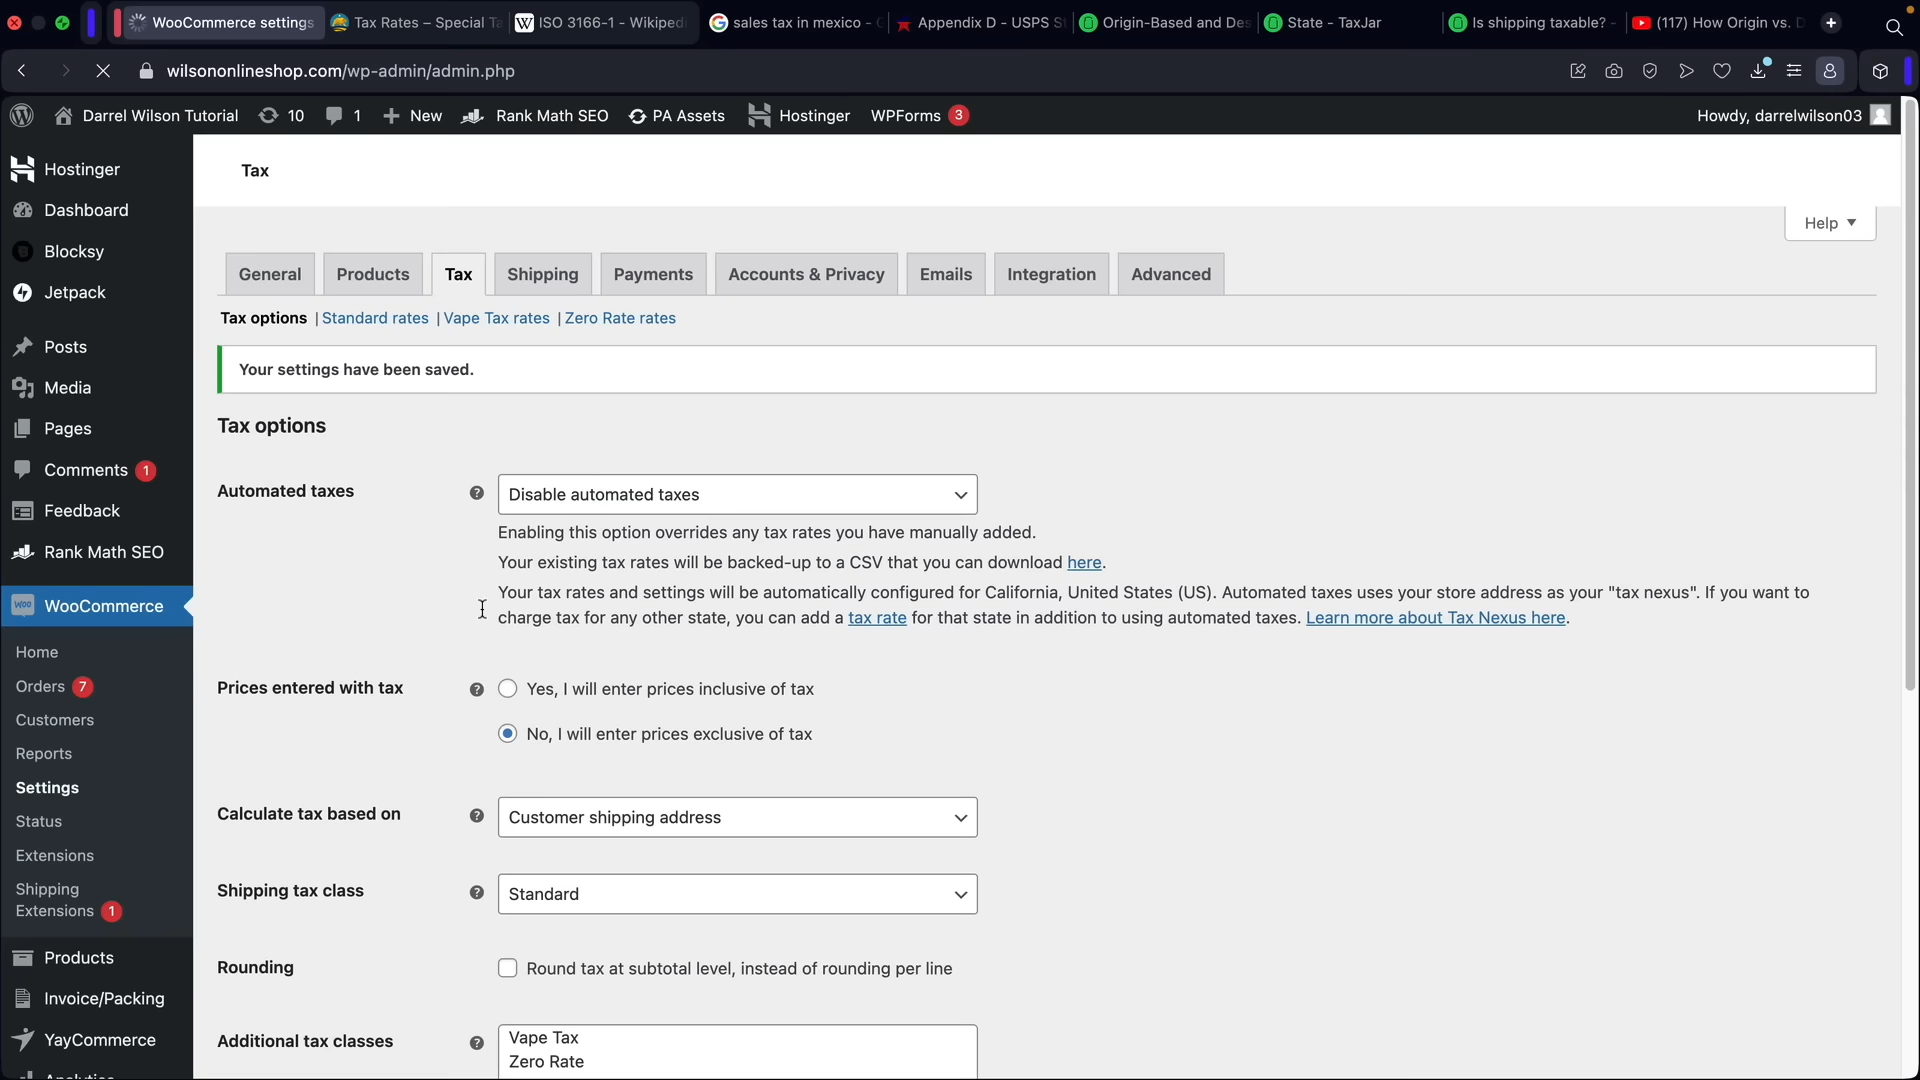 WooCommerce settings
Tax Rates – Special Ta
ISO 3166-1 - Wikiped
sales tax in mexico -
Appendix D - USPS S
Origin-Based and Des
State - TaxJar
Is shipping taxable? -
(117) How Origin vs. D
wilsononlineshop.com/wp-admin/admin.php
Darrel Wilson Tutorial 10 1 New Rank Math SEO PA Assets Hostinger WPForms 3 Howdy, darrelwilson03
Hostinger
Dashboard
Blocksy
Jetpack
Posts
Media
Pages
Comments 1
Feedback
Rank Math SEO
WooCommerce
Home
Orders 7
Customers
Reports
Settings
Status
Extensions
Shipping
Extensions 1
Products
Invoice/Packing
YayCommerce
Tax
Help
General Products Tax Shipping Payments Accounts & Privacy Emails Integration Advanced
Tax options | Standard rates | Vape Tax rates | Zero Rate rates
Your settings have been saved.
Tax options
Automated taxes
Disable automated taxes
Enabling this option overrides any tax rates you have manually added.
Your existing tax rates will be backed-up to a CSV that you can download here.
Your tax rates and settings will be automatically configured for California, United States (US). Automated taxes uses your store address as your "tax nexus". If you want to
charge tax for any other state, you can add a tax rate for that state in addition to using automated taxes. Learn more about Tax Nexus here.
Prices entered with tax
Yes, I will enter prices inclusive of tax
No, I will enter prices exclusive of tax
Calculate tax based on
Customer shipping address
Shipping tax class
Standard
Rounding
Round tax at subtotal level, instead of rounding per line
Additional tax classes
Vape Tax
Zero Rate